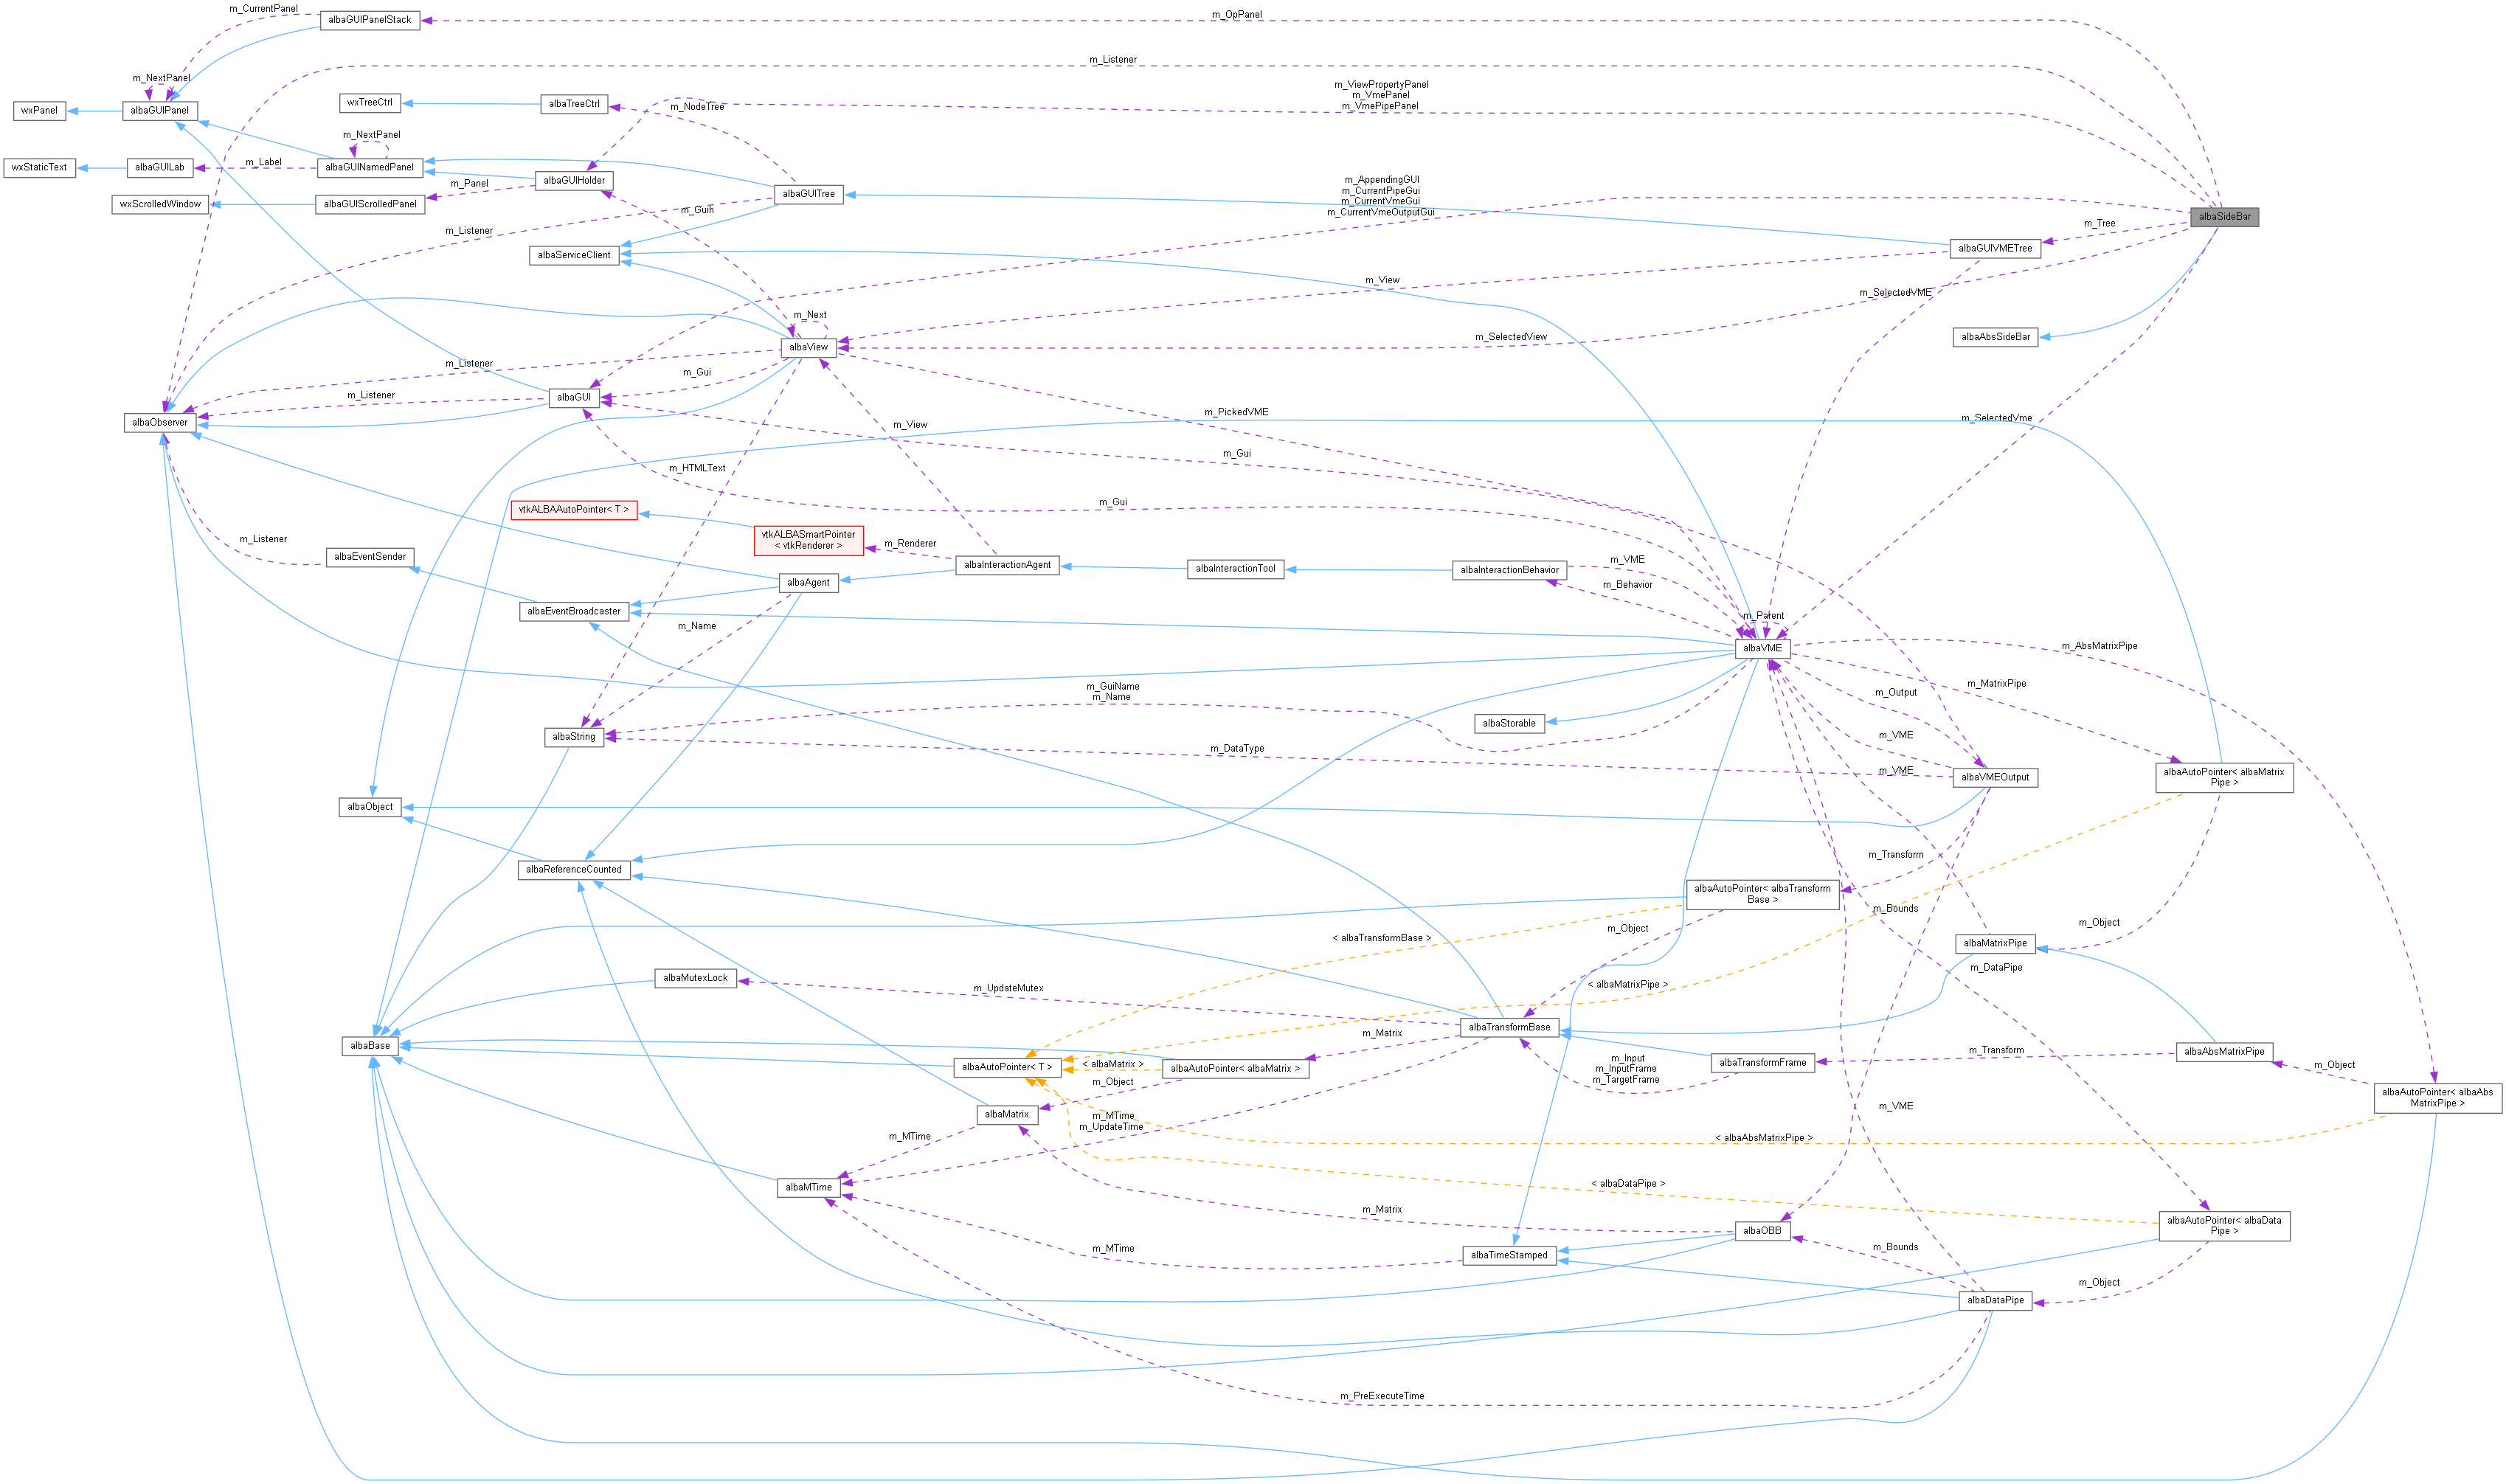 m_CurrentPanel
albaGUIPanelStack
m_OpPanel
m_Listener
m_NextPanel
m_ViewPropertyPanel
m_VmePanel
m_VmePipePanel
wxPanel
albaGUIPanel
wxTreeCtrl
albaTreeCtrl
m_NodeTree
m_NextPanel
wxStaticText
albaGUILab
m_Label
albaGUINamedPanel
m_Panel
albaGUIHolder
albaGUITree
wxScrolledWindow
albaGUIScrolledPanel
m_Guih
m_AppendingGUI
m_CurrentPipeGui
m_CurrentVmeGui
m_CurrentVmeOutputGui
albaSideBar
m_Tree
m_Listener
albaServiceClient
albaGUIVMETree
m_View
m_SelectedVME
m_Next
albaView
m_SelectedView
albaAbsSideBar
m_Listener
m_Gui
m_Listener
albaGUI
m_PickedVME
m_SelectedVme
albaObserver
m_View
m_Gui
m_HTMLText
m_Gui
vtkALBAAutoPointer< T >
vtkALBASmartPointer
< vtkRenderer >
m_Renderer
m_Listener
albaEventSender
albaInteractionAgent
albaInteractionTool
albaInteractionBehavior
m_VME
m_Behavior
albaAgent
albaEventBroadcaster
m_Name
m_Parent
albaVME
m_AbsMatrixPipe
m_GuiName
m_Name
m_Output
m_MatrixPipe
albaStorable
albaString
m_DataType
m_VME
m_VME
albaVMEOutput
albaAutoPointer< albaMatrix
Pipe >
albaObject
albaReferenceCounted
m_Transform
albaAutoPointer< albaTransform
Base >
m_Bounds
m_Object
< albaTransformBase >
m_Object
albaMatrixPipe
m_DataPipe
albaMutexLock
m_UpdateMutex
< albaMatrixPipe >
albaTransformBase
albaBase
m_Matrix
albaAutoPointer< T >
< albaMatrix >
albaAutoPointer< albaMatrix >
m_Input
m_InputFrame
m_TargetFrame
albaTransformFrame
m_Transform
albaAbsMatrixPipe
m_Object
m_Object
albaAutoPointer< albaAbs
MatrixPipe >
albaMatrix
m_MTime
m_UpdateTime
m_VME
m_MTime
< albaAbsMatrixPipe >
albaMTime
< albaDataPipe >
m_Matrix
albaOBB
albaAutoPointer< albaData
Pipe >
m_MTime
albaTimeStamped
m_Bounds
m_Object
albaDataPipe
m_PreExecuteTime